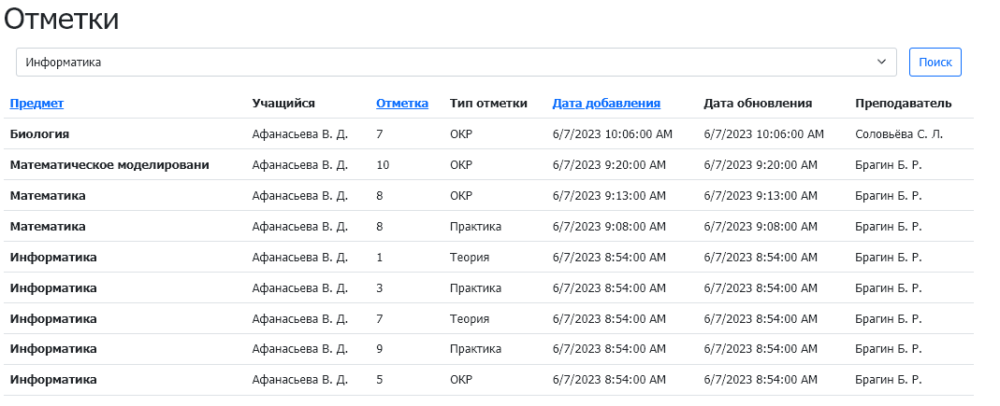 Отметки
Информатика Поиск
Предмет Учащийся Отметка Тип отметки Дата добавления Дата обновления Преподаватель
Биология Афанасьева В. Д. 7 ОКР 6/7/2023 10:06:00 AM 6/7/2023 10:06:00 AM Соловьёва С. Л.
Математическое моделировани Афанасьева В. Д. 10 ОКР 6/7/2023 9:20:00 AM 6/7/2023 9:20:00 AM Брагин Б. Р.
Математика Афанасьева В. Д. 8 ОКР 6/7/2023 9:13:00 AM 6/7/2023 9:13:00 AM Брагин Б. Р.
Математика Афанасьева В. Д. 8 Практика 6/7/2023 9:08:00 AM 6/7/2023 9:08:00 AM Брагин Б. Р.
Информатика Афанасьева В. Д. 1 Теория 6/7/2023 8:54:00 AM 6/7/2023 8:54:00 AM Брагин Б. Р.
Информатика Афанасьева В. Д. 3 Практика 6/7/2023 8:54:00 AM 6/7/2023 8:54:00 AM Брагин Б. Р.
Информатика Афанасьева В. Д. 7 Теория 6/7/2023 8:54:00 AM 6/7/2023 8:54:00 AM Брагин Б. Р.
Информатика Афанасьева В. Д. 9 Практика 6/7/2023 8:54:00 AM 6/7/2023 8:54:00 AM Брагин Б. Р.
Информатика Афанасьева В. Д. 5 ОКР 6/7/2023 8:54:00 AM 6/7/2023 8:54:00 AM Брагин Б. Р.